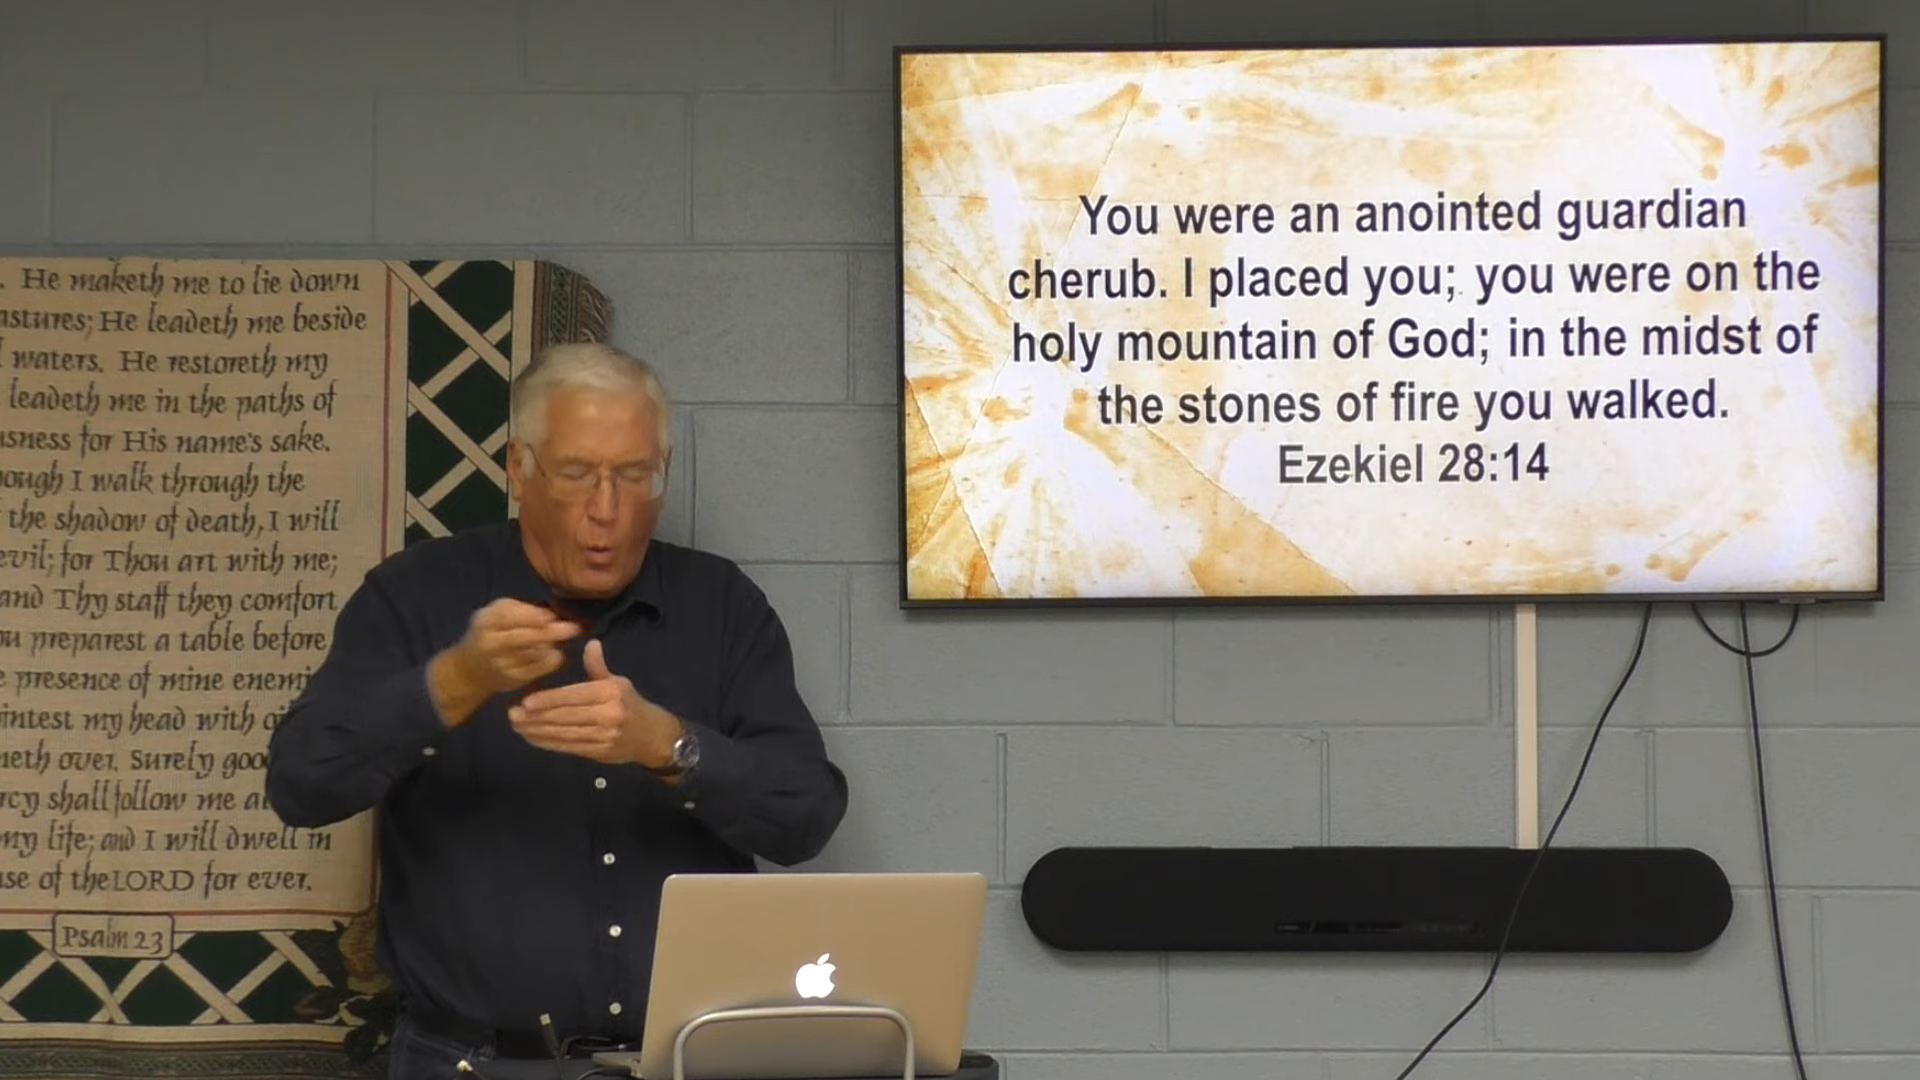 He maketh me to lie down
He leadeth me beside
waters. He restoreth my
leadeth me in the paths of
for His name's sake.
I walk through the
the shadow of death, I will
evil; for Thou art with me;
and Thy staff they comfort
preparest a table before
presence of mine
my head with
over. Surely
shall follow me
my life; and I will dwell in
of the LORD for ever.
Psalm 23
You were an anointed guardian
cherub. I placed you; you were on the
holy mountain of God; in the midst of
the stones of fire you walked.
Ezekiel 28:14